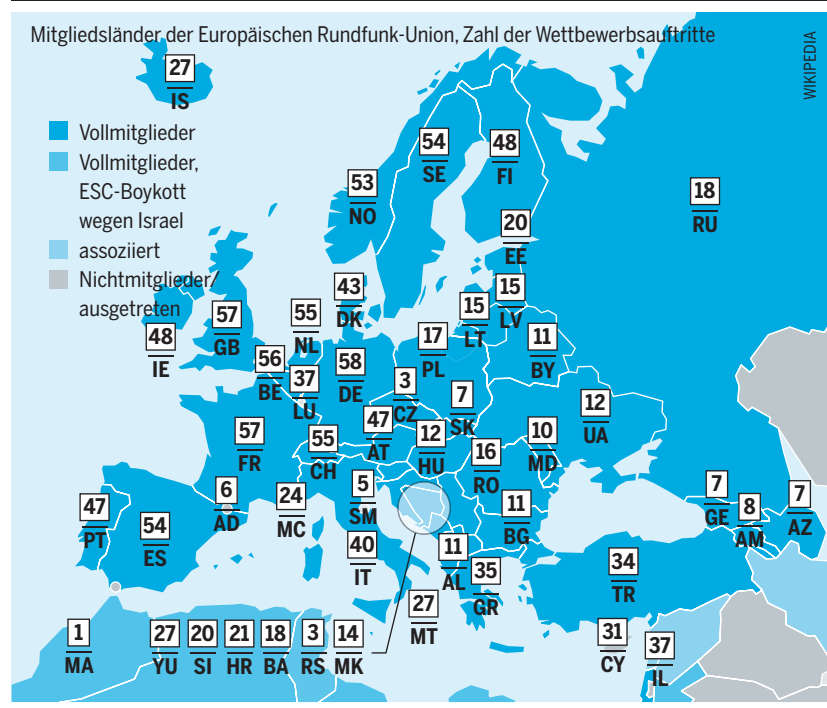 Mitgliedsländer der Europäischen Rundfunk-Union, Zahl der Wettbewerbsauftritte
WIKIPEDIA
Vollmitglieder
Vollmitglieder,
ESC-Boykott
wegen Israel
assoziiert
Nichtmitglieder/
ausgetreten
27
IS
54
SE
48
FI
53
NO
18
RU
20
EE
43
DK
15
LT
15
LV
57
GB
55
NL
48
IE
17
PL
11
BY
56
BE
58
DE
37
LU
3
CZ
7
SK
12
UA
57
FR
47
AT
55
CH
12
HU
10
MD
16
RO
6
AD
24
MC
5
SM
47
PT
54
ES
11
BG
7
GE
8
AM
7
AZ
40
IT
11
AL
35
GR
34
TR
27
MT
31
CY
37
IL
1
MA
27
YU
20
SI
21
HR
18
BA
3
RS
14
MK